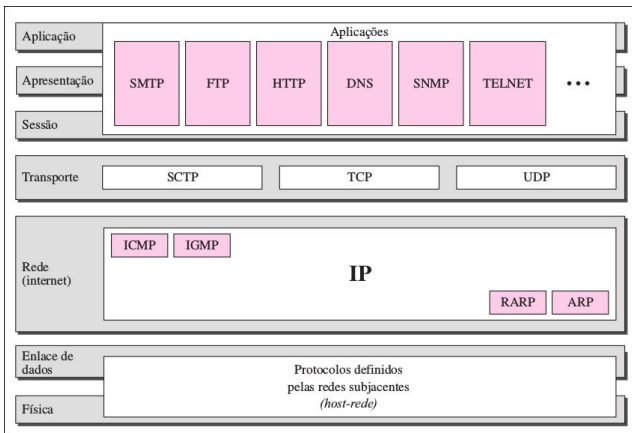 Aplicação
Aplicações
Apresentação
SMTP
FTP
HTTP
DNS
SNMP
TELNET
•••
Sessão
Transporte
SCTP
TCP
UDP
ICMP
IGMP
Rede
(internet)
IP
RARP
ARP
Enlace de
dados
Protocolos definidos
pelas redes subjacentes
(host-rede)
Física